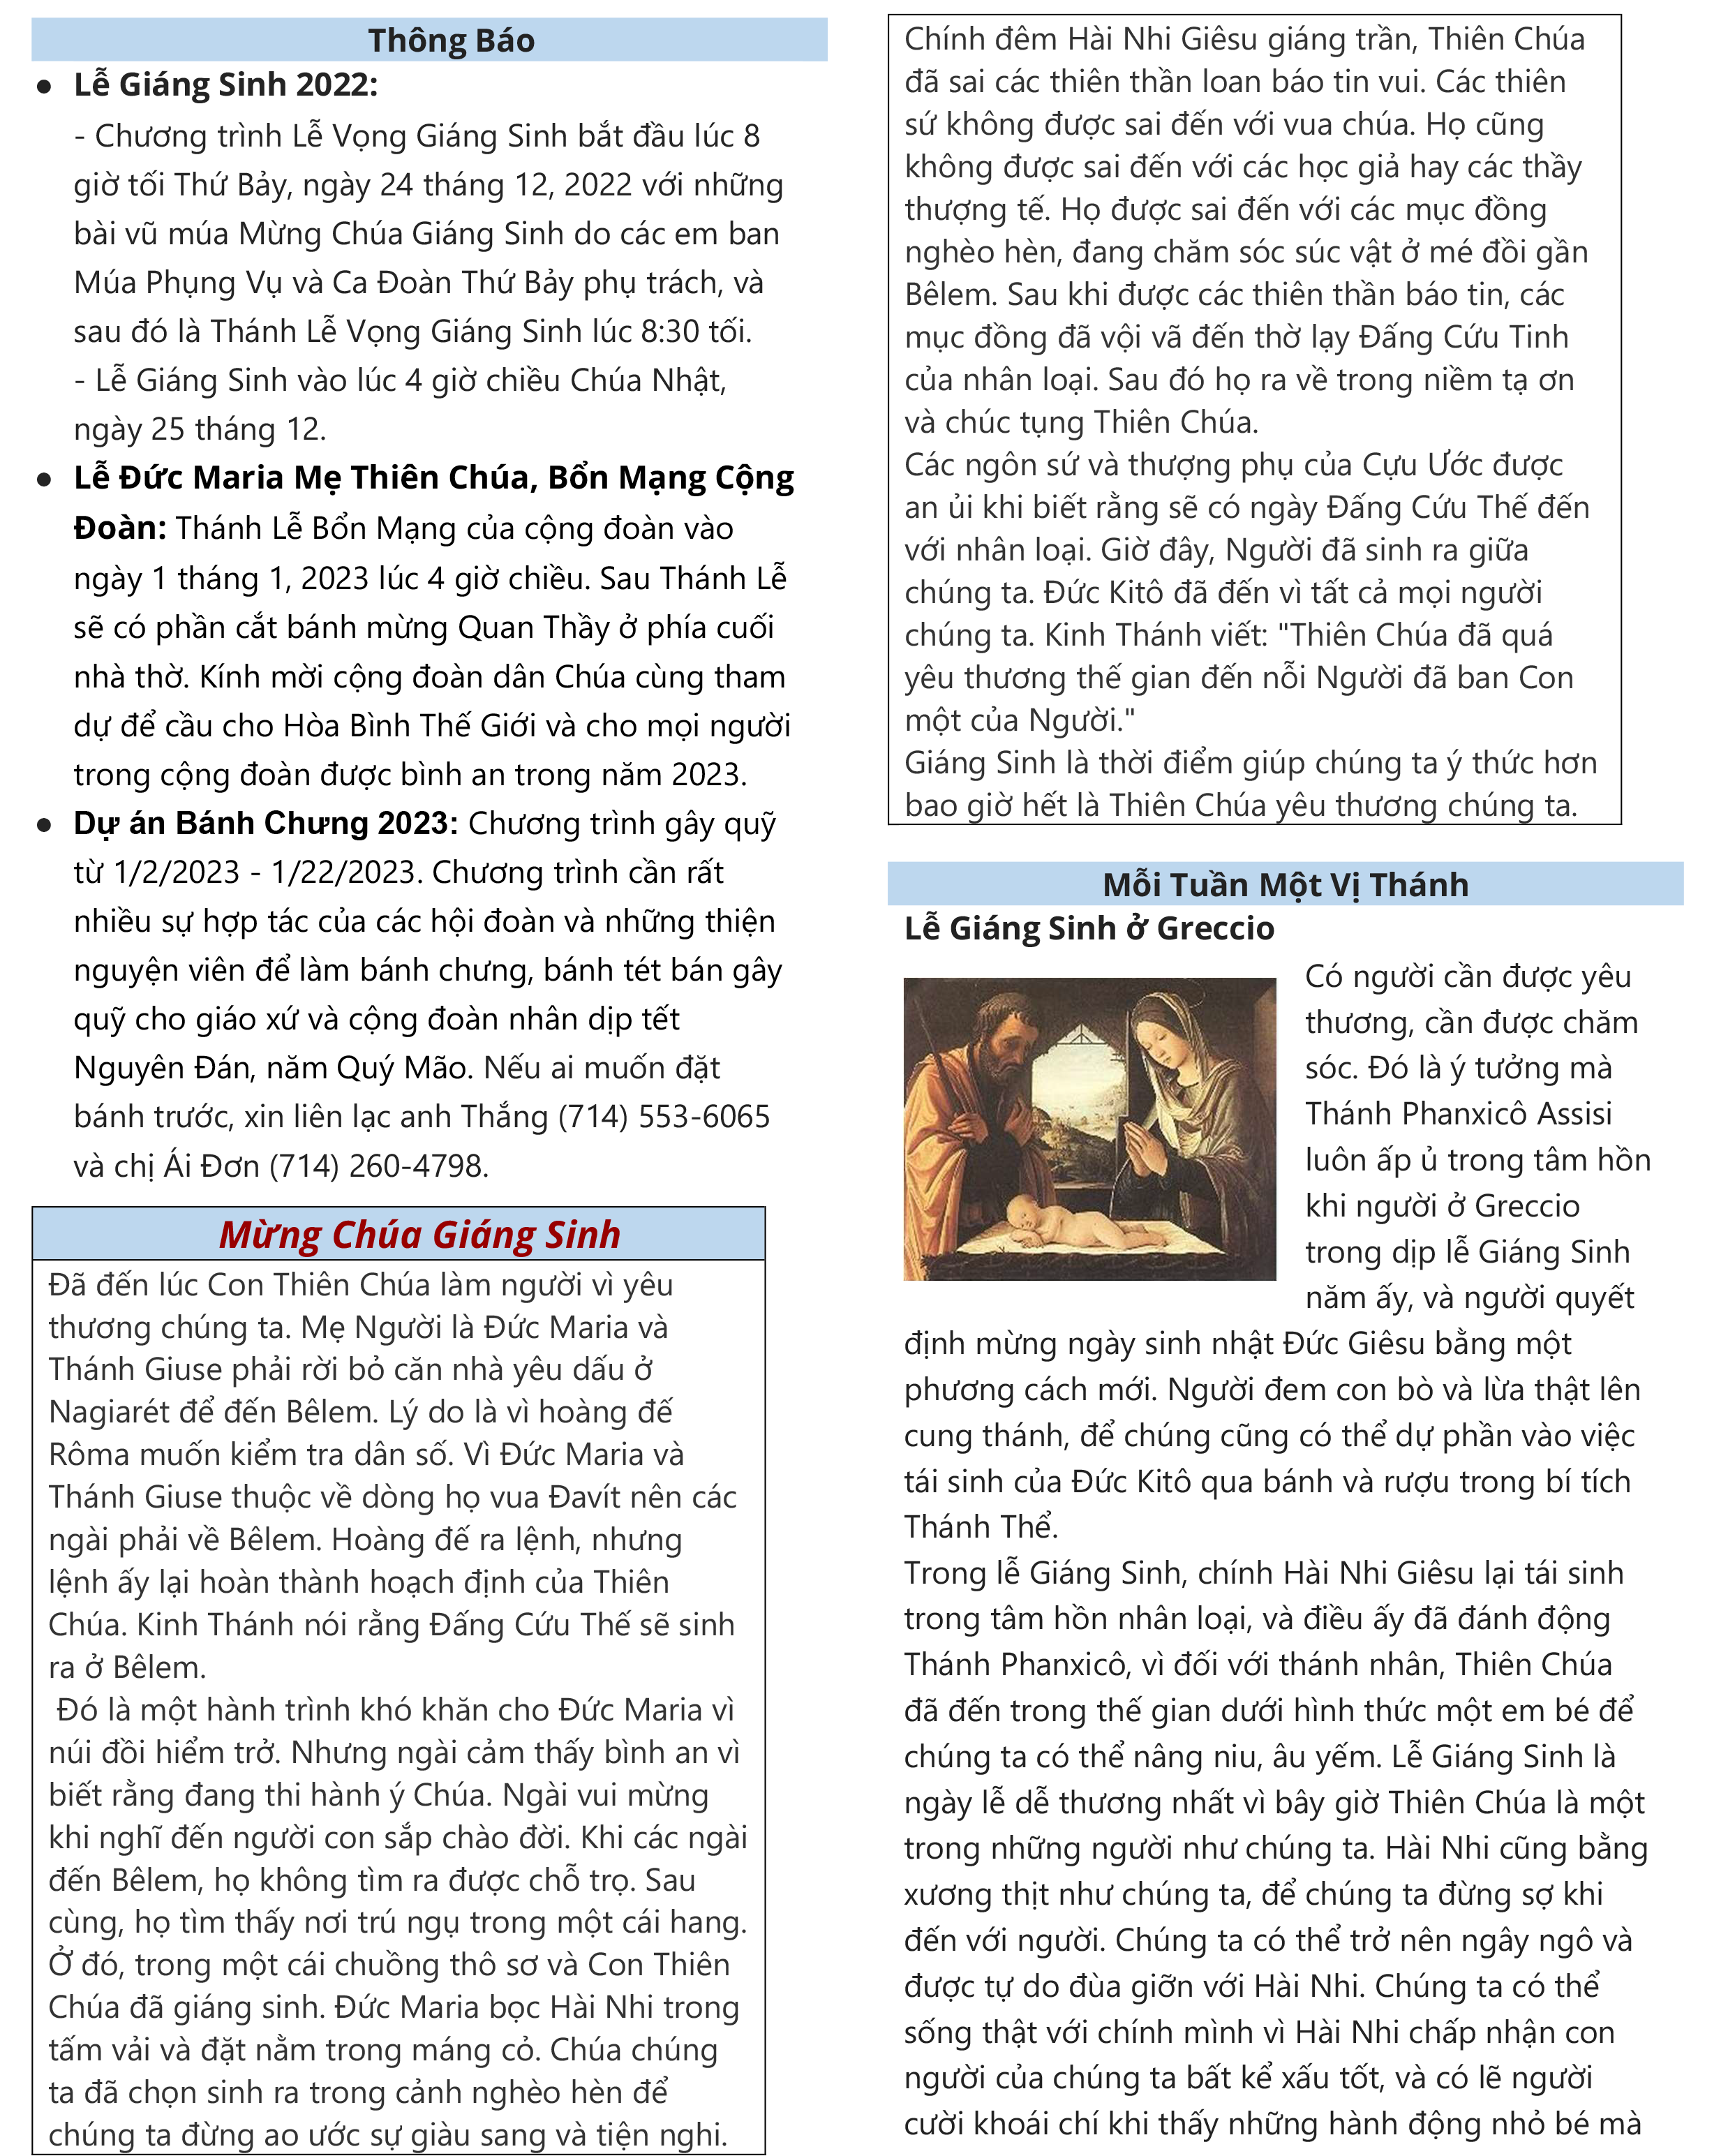 Thông Báo
● Lễ Giáng Sinh 2022:
- Chương trình Lễ Vọng Giáng Sinh bắt đầu lúc 8
giờ tối Thứ Bảy, ngày 24 tháng 12, 2022 với những
bài vũ múa Mừng Chúa Giáng Sinh do các em ban
Múa Phụng Vụ và Ca Đoàn Thứ Bảy phụ trách, và
sau đó là Thánh Lễ Vọng Giáng Sinh lúc 8:30 tối.
- Lễ Giáng Sinh vào lúc 4 giờ chiều Chúa Nhật,
ngày 25 tháng 12.
● Lễ Đức Maria Mẹ Thiên Chúa, Bổn Mạng Cộng
Đoàn: Thánh Lễ Bổn Mạng của cộng đoàn vào
ngày 1 tháng 1, 2023 lúc 4 giờ chiều. Sau Thánh Lễ
sẽ có phần cắt bánh mừng Quan Thầy ở phía cuối
nhà thờ. Kính mời cộng đoàn dân Chúa cùng tham
dự để cầu cho Hòa Bình Thế Giới và cho mọi người
trong cộng đoàn được bình an trong năm 2023.
● Dự án Bánh Chưng 2023: Chương trình gây quỹ
từ 1/2/2023 - 1/22/2023. Chương trình cần rất
nhiều sự hợp tác của các hội đoàn và những thiện
nguyện viên để làm bánh chưng, bánh tét bán gây
quỹ cho giáo xứ và cộng đoàn nhân dịp tết
Nguyên Đán, năm Quý Mão. Nếu ai muốn đặt
bánh trước, xin liên lạc anh Thắng (714) 553-6065
và chị Ái Đơn (714) 260-4798.
Mừng Chúa Giáng Sinh
Đã đến lúc Con Thiên Chúa làm người vì yêu
thương chúng ta. Mẹ Người là Đức Maria và
Thánh Giuse phải rời bỏ căn nhà yêu dấu ở
Nagiarét để đến Bêlem. Lý do là vì hoàng đế
Rôma muốn kiểm tra dân số. Vì Đức Maria và
Thánh Giuse thuộc về dòng họ vua Đavít nên các
ngài phải về Bêlem. Hoàng đế ra lệnh, nhưng
lệnh ấy lại hoàn thành hoạch định của Thiên
Chúa. Kinh Thánh nói rằng Đấng Cứu Thế sẽ sinh
ra ở Bêlem.
Đó là một hành trình khó khăn cho Đức Maria vì
núi đồi hiểm trở. Nhưng ngài cảm thấy bình an vì
biết rằng đang thi hành ý Chúa. Ngài vui mừng
khi nghĩ đến người con sắp chào đời. Khi các ngài
đến Bêlem, họ không tìm ra được chỗ trọ. Sau
cùng, họ tìm thấy nơi trú ngụ trong một cái hang.
Ở đó, trong một cái chuồng thô sơ và Con Thiên
Chúa đã giáng sinh. Đức Maria bọc Hài Nhi trong
tấm vải và đặt nằm trong máng cỏ. Chúa chúng
ta đã chọn sinh ra trong cảnh nghèo hèn để
chúng ta đừng ao ước sự giàu sang và tiện nghi.
Chính đêm Hài Nhi Giêsu giáng trần, Thiên Chúa
đã sai các thiên thần loan báo tin vui. Các thiên
sứ không được sai đến với vua chúa. Họ cũng
không được sai đến với các học giả hay các thầy
thượng tế. Họ được sai đến với các mục đồng
nghèo hèn, đang chăm sóc súc vật ở mé đồi gần
Bêlem. Sau khi được các thiên thần báo tin, các
mục đồng đã vội vã đến thờ lạy Đấng Cứu Tinh
của nhân loại. Sau đó họ ra về trong niềm tạ ơn
và chúc tụng Thiên Chúa.
Các ngôn sứ và thượng phụ của Cựu Ước được
an ủi khi biết rằng sẽ có ngày Đấng Cứu Thế đến
với nhân loại. Giờ đây, Người đã sinh ra giữa
chúng ta. Đức Kitô đã đến vì tất cả mọi người
chúng ta. Kinh Thánh viết: "Thiên Chúa đã quá
yêu thương thế gian đến nỗi Người đã ban Con
một của Người."
Giáng Sinh là thời điểm giúp chúng ta ý thức hơn
bao giờ hết là Thiên Chúa yêu thương chúng ta.
Mỗi Tuần Một Vị Thánh
Lễ Giáng Sinh ở Greccio
Có người cần được yêu
thương, cần được chăm
sóc. Đó là ý tưởng mà
Thánh Phanxicô Assisi
luôn ấp ủ trong tâm hồn
khi người ở Greccio
trong dịp lễ Giáng Sinh
năm ấy, và người quyết
định mừng ngày sinh nhật Đức Giêsu bằng một
phương cách mới. Người đem con bò và lừa thật lên
cung thánh, để chúng cũng có thể dự phần vào việc
tái sinh của Đức Kitô qua bánh và rượu trong bí tích
Thánh Thể.
Trong lễ Giáng Sinh, chính Hài Nhi Giêsu lại tái sinh
trong tâm hồn nhân loại, và điều ấy đã đánh động
Thánh Phanxicô, vì đối với thánh nhân, Thiên Chúa
đã đến trong thế gian dưới hình thức một em bé để
chúng ta có thể nâng niu, âu yếm. Lễ Giáng Sinh là
ngày lễ dễ thương nhất vì bây giờ Thiên Chúa là một
trong những người như chúng ta. Hài Nhi cũng bằng
xương thịt như chúng ta, để chúng ta đừng sợ khi
đến với người. Chúng ta có thể trở nên ngây ngô và
được tự do đùa giỡn với Hài Nhi. Chúng ta có thể
sống thật với chính mình vì Hài Nhi chấp nhận con
người của chúng ta bất kể xấu tốt, và có lẽ người
cười khoái chí khi thấy những hành động nhỏ bé mà